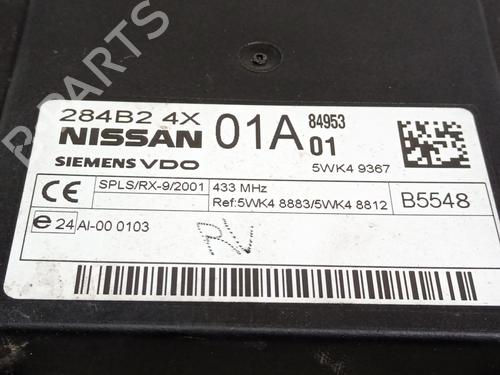 B PARTS
284B2 4X
NISSAN
SIEMENS VDO
01A
84953
01
5WK4 9367
CE
SPLS/RX-9/2001
433 MHz
Ref:5WK4 8883/5WK4 8812
B5548
e 24 AI-00 0103